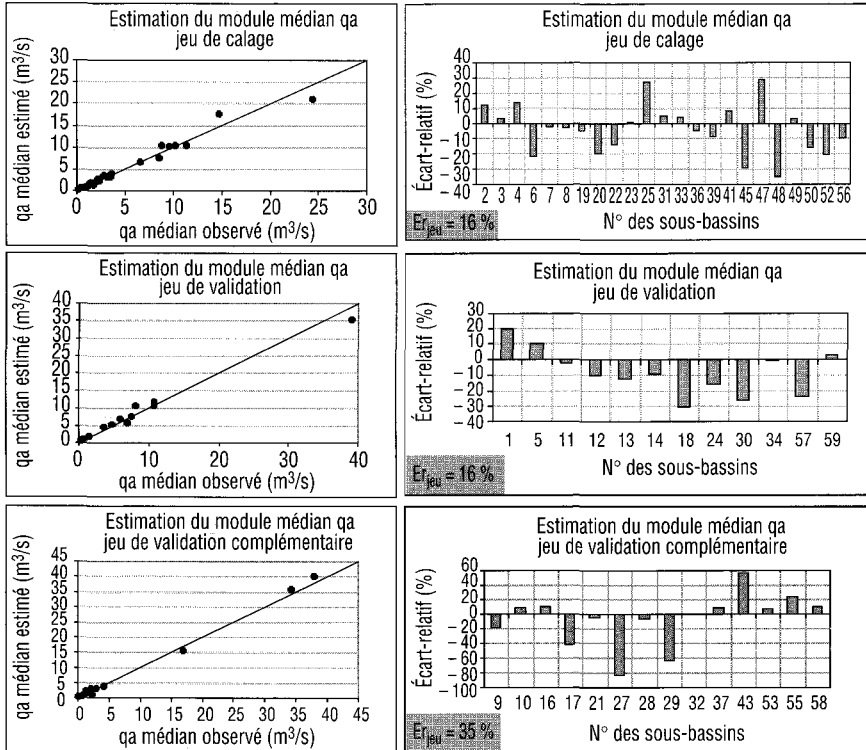 Estimation du module médian qa
jeu de calage
qa médian estimé (m³/s)
30
25
20
15
10
5
0
0 5 10 15 20 25 30
qa médian observé (m³/s)
Estimation du module médian qa
jeu de calage
Écart-relatif (%)
40
30
20
10
0
– 10
– 20
– 30
– 40
2 3 4 6 7 8 19 20 22 23 25 31 33 36 39 41 45 47 48 49 50 52 56
Er jeu = 16 %
N° des sous-bassins
Estimation du module médian qa
jeu de validation
qa médian estimé (m³/s)
40
35
30
25
20
15
10
5
0
0 10 20 30 40
qa médian observé (m³/s)
Estimation du module médian qa
jeu de validation
Écart-relatif (%)
30
20
10
0
– 10
– 20
– 30
– 40
1 5 11 12 13 14 18 24 30 34 57 59
Er jeu = 16 %
N° des sous-bassins
Estimation du module médian qa
jeu de validation complémentaire
qa médian estimé (m³/s)
45
40
35
30
25
20
15
10
5
0
0 5 10 15 20 25 30 35 40 45
qa médian observé (m³/s)
Estimation du module médian qa
jeu de validation complémentaire
Écart-relatif (%)
60
40
20
0
– 20
– 40
– 60
– 80
– 100
9 10 16 17 21 27 28 29 32 37 43 53 55 58
Er jeu = 35 %
N° des sous-bassins